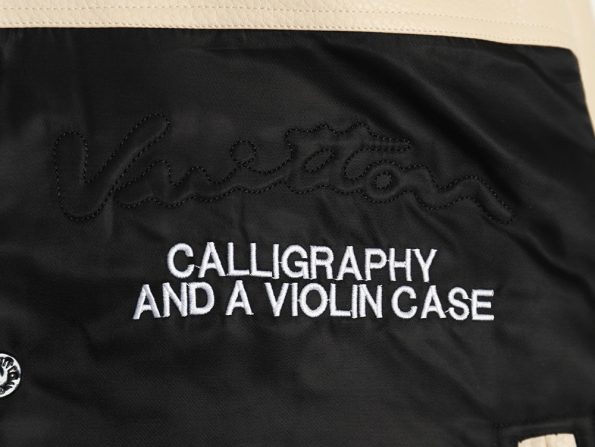 Vuitton
CALLIGRAPHY
AND A VIOLIN CASE